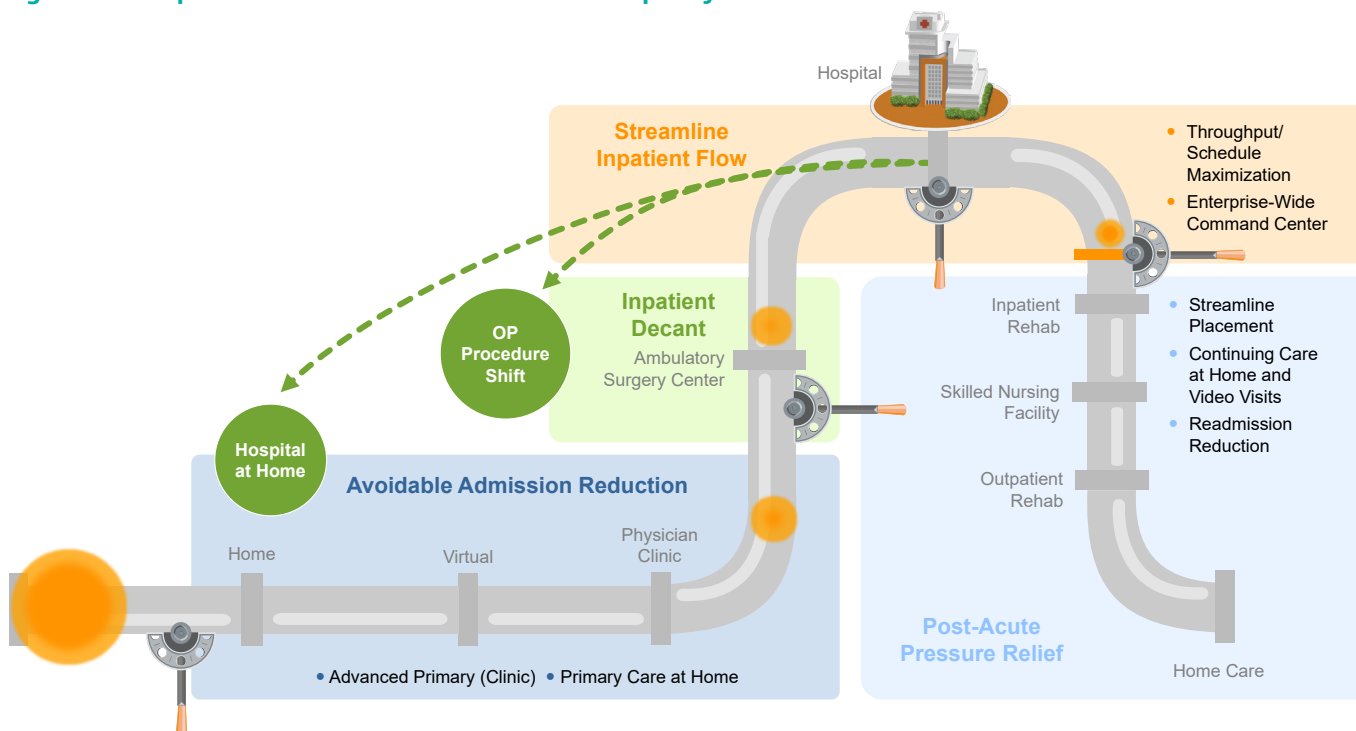 Hospital
Streamline
Inpatient Flow
• Throughput/
Schedule
Maximization
• Enterprise-Wide
Command Center
Inpatient
Decant
Ambulatory
Surgery Center
OP
Procedure
Shift
Hospital
at Home
Avoidable Admission Reduction
Home
Virtual
Physician
Clinic
• Advanced Primary (Clinic) • Primary Care at Home
Inpatient
Rehab
Skilled Nursing
Facility
Outpatient
Rehab
• Streamline
Placement
• Continuing Care
at Home and
Video Visits
• Readmission
Reduction
Post-Acute
Pressure Relief
Home Care